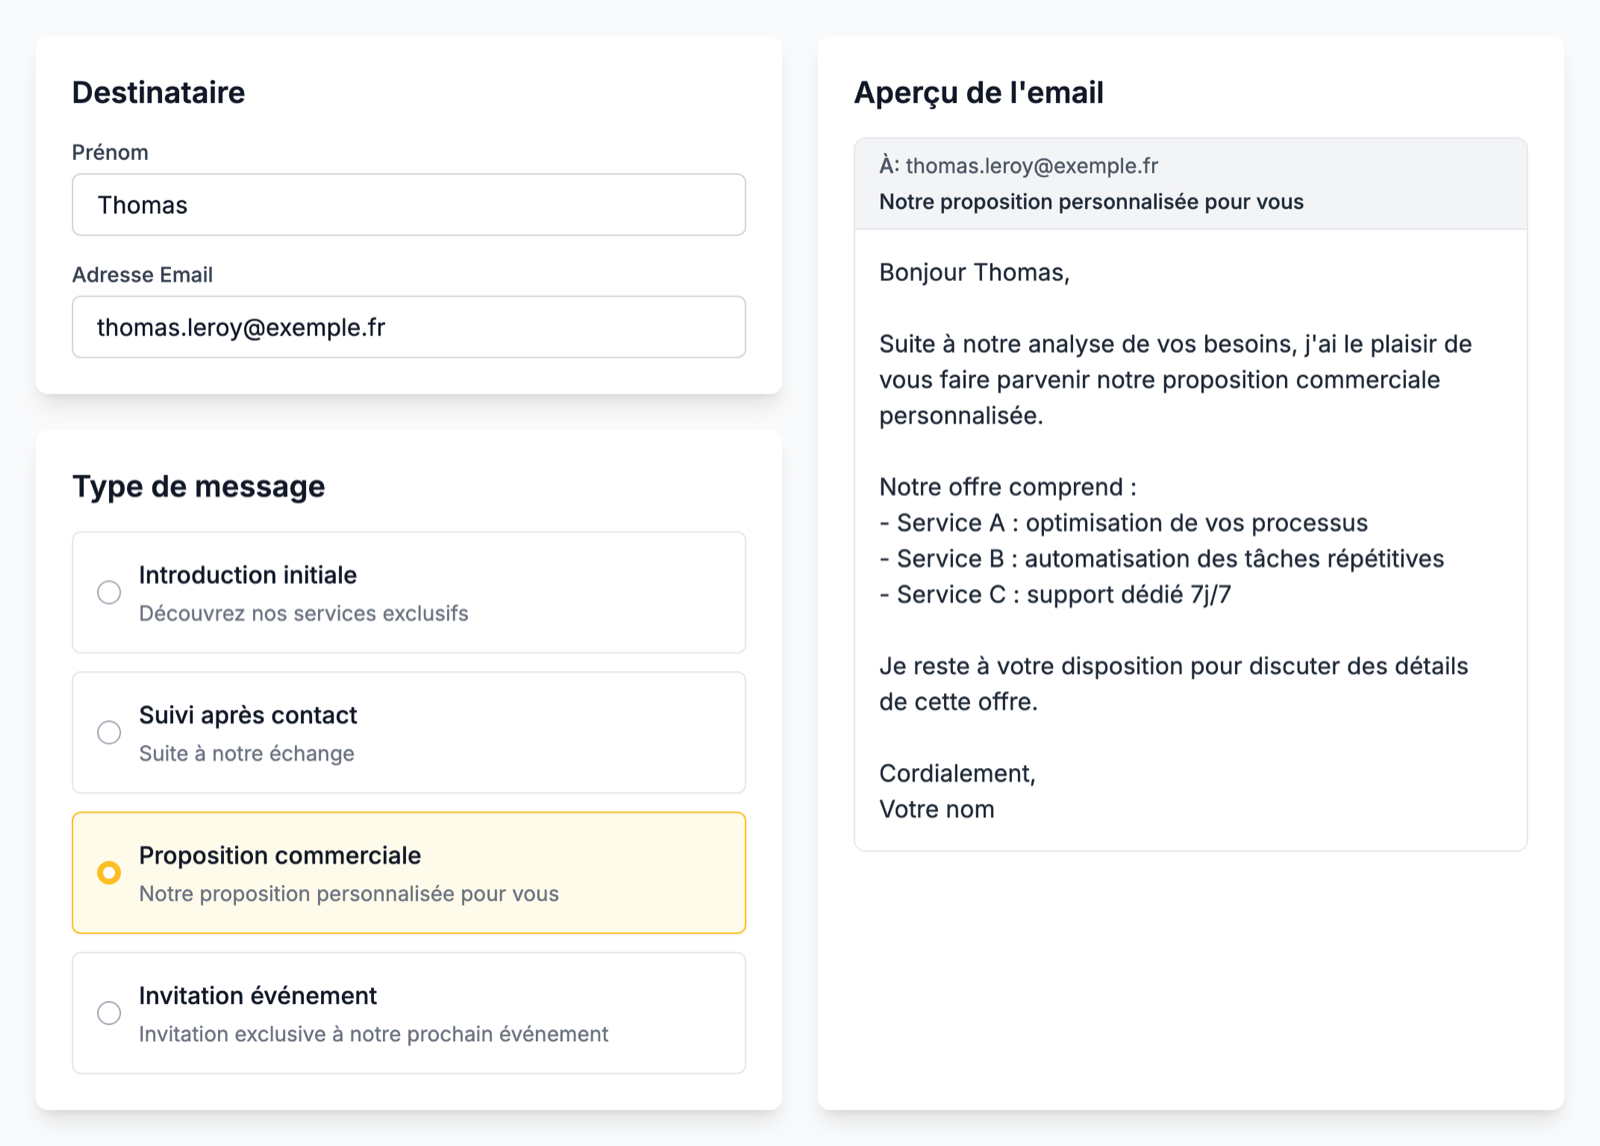 Destinataire
Prénom
Thomas
Adresse Email
thomas.leroy@exemple.fr
Type de message
Introduction initiale
Découvrez nos services exclusifs
Suivi après contact
Suite à notre échange
Proposition commerciale
Notre proposition personnalisée pour vous
Invitation événement
Invitation exclusive à notre prochain événement
Aperçu de l'email
À: thomas.leroy@exemple.fr
Notre proposition personnalisée pour vous
Bonjour Thomas,
Suite à notre analyse de vos besoins, j'ai le plaisir de
vous faire parvenir notre proposition commerciale
personnalisée.
Notre offre comprend :
- Service A : optimisation de vos processus
- Service B : automatisation des tâches répétitives
- Service C : support dédié 7j/7
Je reste à votre disposition pour discuter des détails
de cette offre.
Cordialement,
Votre nom